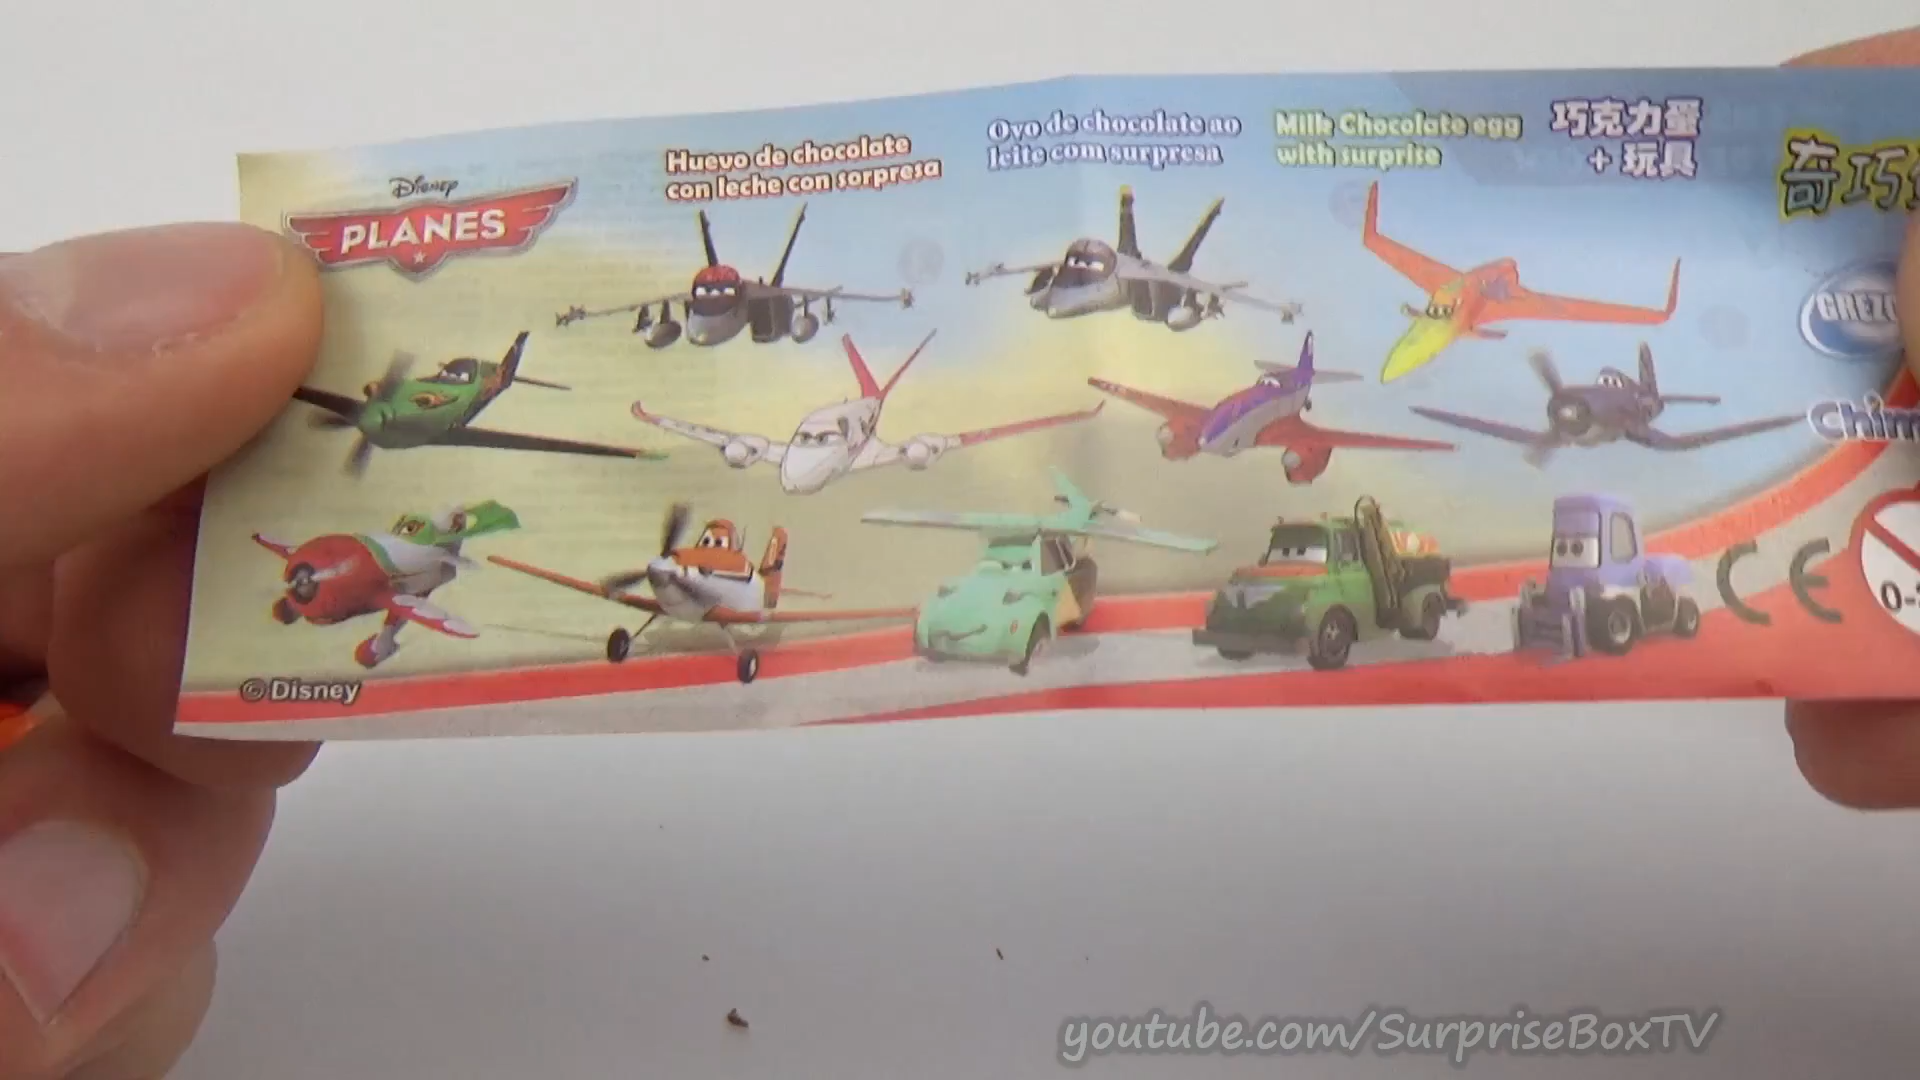 Disney
PLANES
Huevo de chocolate
con leche con sorpresa
Ovo de chocolate ao
leite com surpresa
Milk Chocolate egg
with surprise
巧克力蛋
+ 玩具
奇巧
©Disney
CE
youtube.com/SurpriseBoxTV